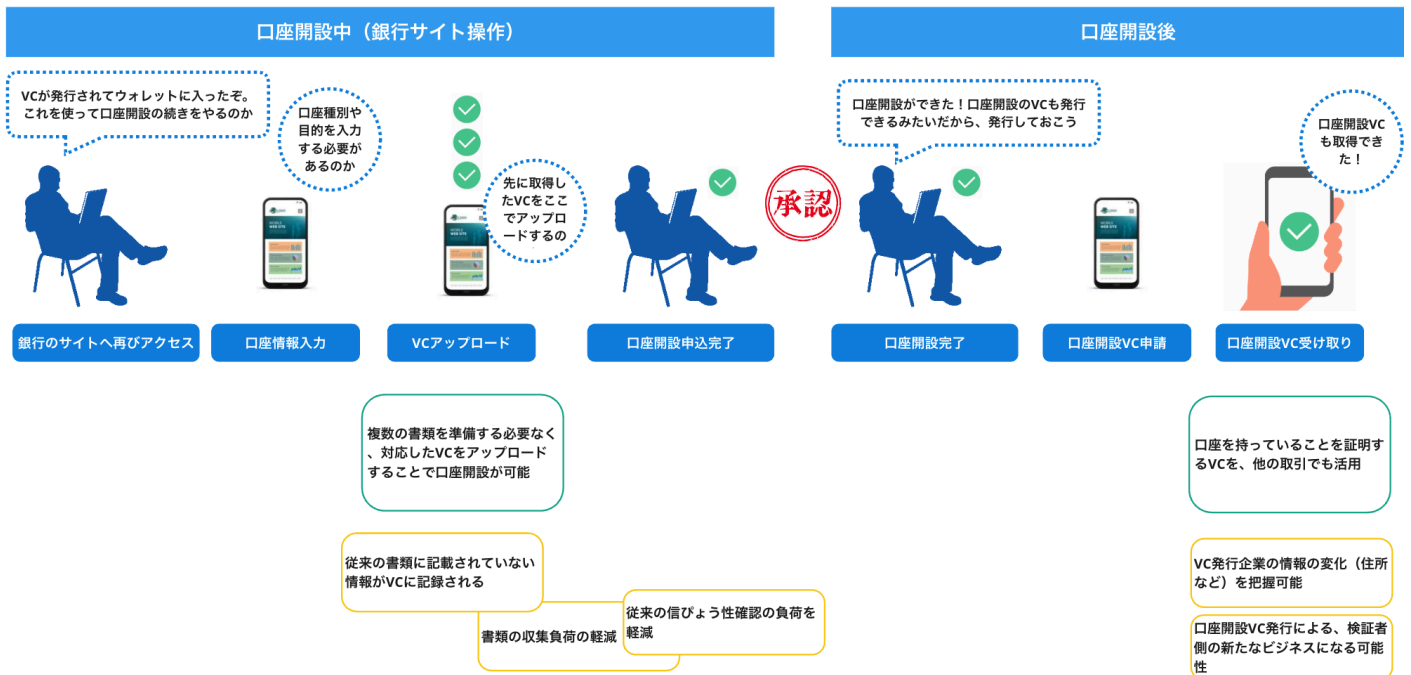 口座開設中（銀行サイト操作）
口座開設後
VCが発行されてウォレットに入ったぞ。
これを使って口座開設の続きをやるのか
口座種別や
目的を入力
する必要が
あるのか
先に取得し
たVCをここ
でアップロ
ードするの
承認
口座開設ができた！口座開設のVCも発行
できるみたいだから、発行しておこう
口座開設VC
も取得でき
た！
MOBILE
WEB SITE
銀行のサイトへ再びアクセス
口座情報入力
VCアップロード
口座開設申込完了
口座開設完了
口座開設VC申請
口座開設VC受け取り
複数の書類を準備する必要なく
、対応したVCをアップロード
することで口座開設が可能
口座を持っていることを証明す
るVCを、他の取引でも活用
従来の書類に記載されていない
情報がVCに記録される
書類の収集負荷の軽減
従来の信ぴょう性確認の負荷を
軽減
VC発行企業の情報の変化（住所
など）を把握可能
口座開設VC発行による、検証者
側の新たなビジネスになる可能
性